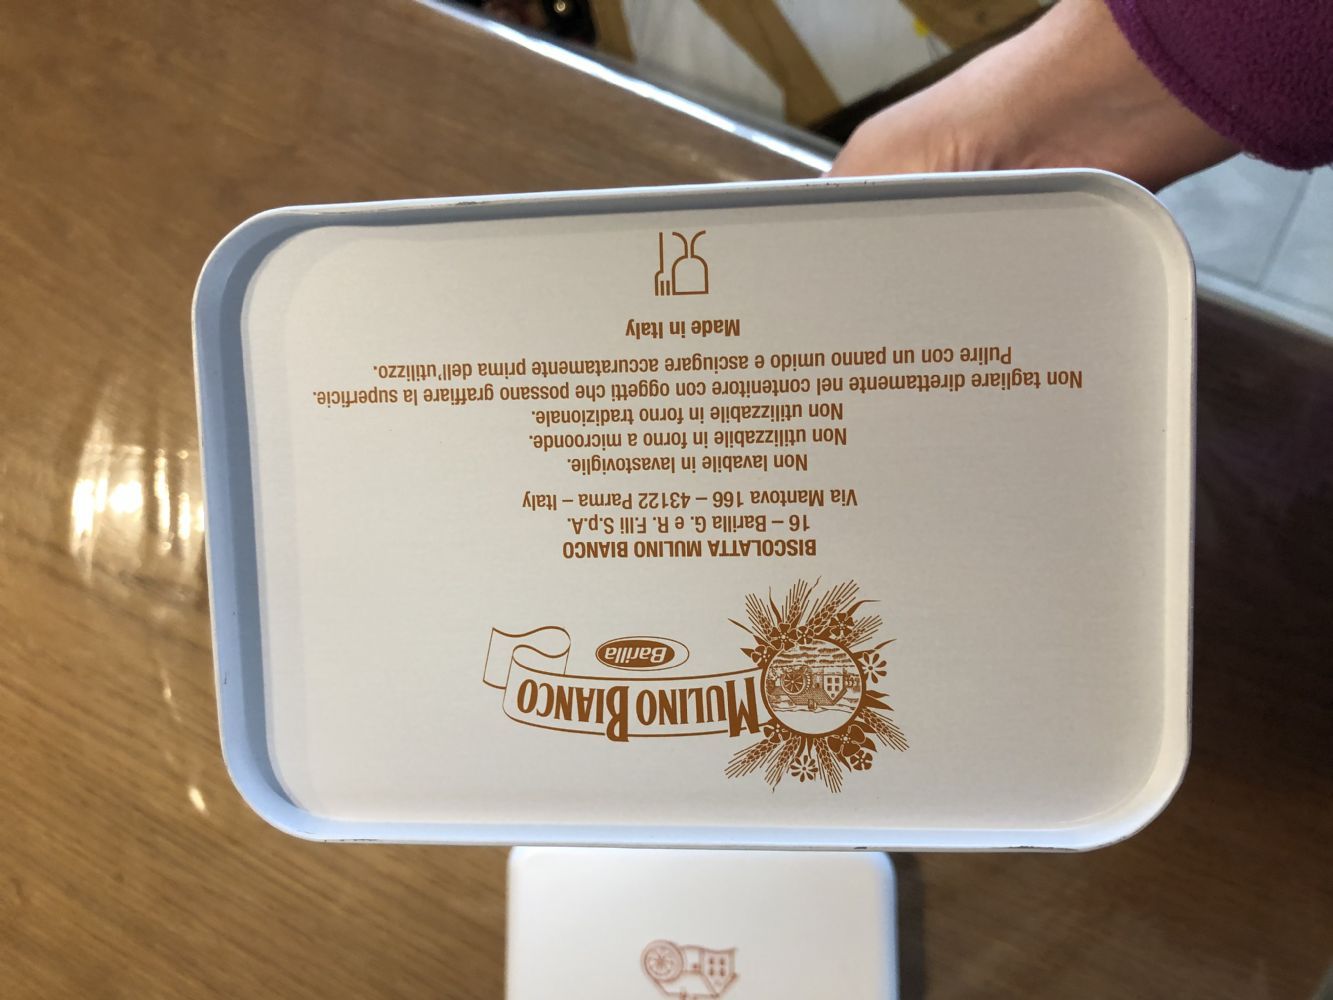 MULINO BIANCO
Barilla
BISCOLATTA MULINO BIANCO
16 – Barilla G. e R. F.lli S.p.A.
Via Mantova 166 – 43122 Parma – Italy
Non lavabile in lavastoviglie.
Non utilizzabile in forno a microonde.
Non utilizzabile in forno tradizionale.
Non tagliare direttamente nel contenitore con oggetti che possano graffiare la superficie.
Pulire con un panno umido e asciugare accuratamente prima dell'utilizzo.
Made in Italy